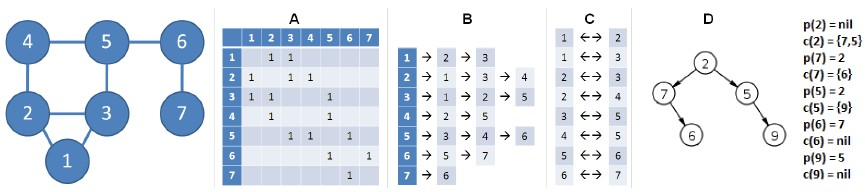 A
B
C
D
4 5 6
2 3 7
1
1 2 3 4 5 6 7
1 1 1
2 1 1 1
3 1 1 1
4 1 1
5 1 1 1
6 1 1
7 1
1 → 2 → 3
2 → 1 → 3 → 4
3 → 1 → 2 → 5
4 → 2 → 5
5 → 3 → 4 → 6
6 → 5 → 7
7 → 6
1 ←→ 2
1 ←→ 3
2 ←→ 3
2 ←→ 4
3 ←→ 5
4 ←→ 5
5 ←→ 6
6 ←→ 7
2
7 5
6 9
p(2) = nil
c(2) = {7,5}
p(7) = 2
c(7) = {6}
p(5) = 2
c(5) = {9}
p(6) = 7
c(6) = nil
p(9) = 5
c(9) = nil